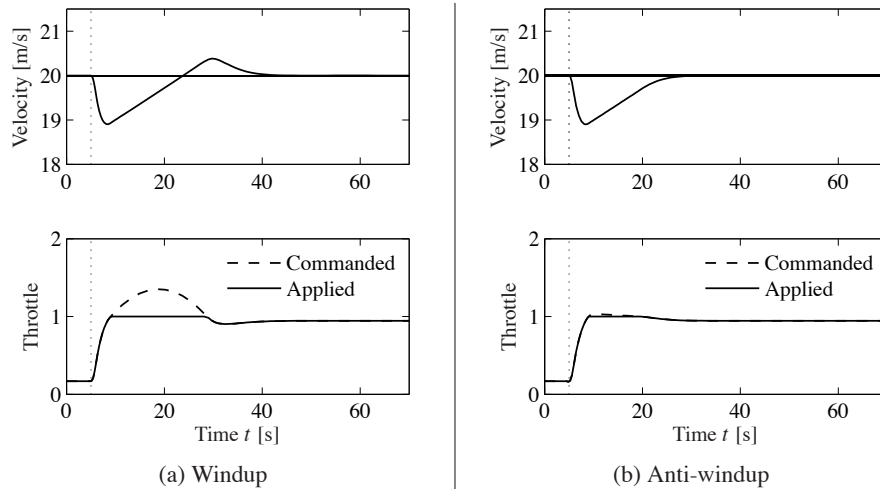 Velocity [m/s]
21
20
19
18
0 20 40 60
Throttle
2
1
0
Commanded
Applied
0 20 40 60
Time t [s]
(a) Windup
Velocity [m/s]
21
20
19
18
0 20 40 60
Throttle
2
1
0
Commanded
Applied
0 20 40 60
Time t [s]
(b) Anti-windup